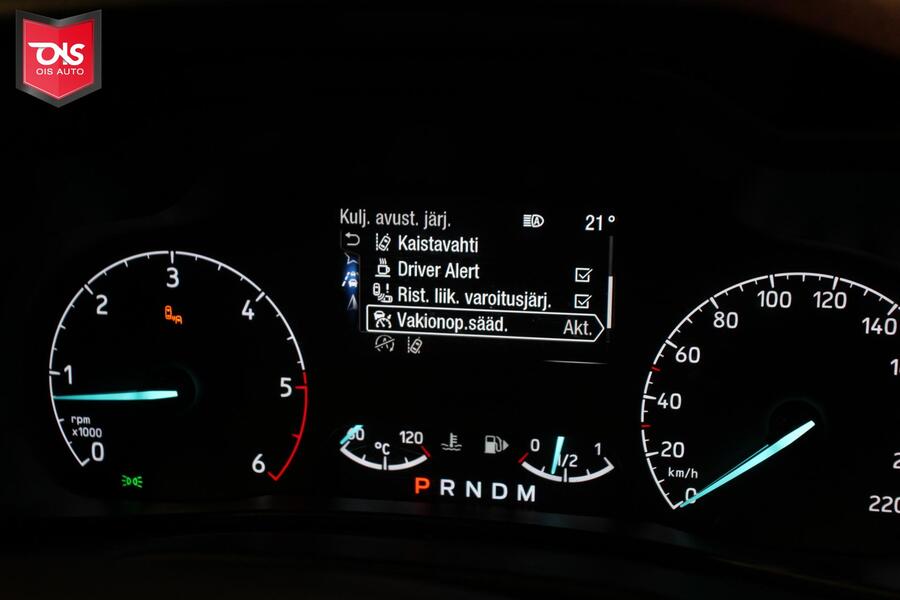 OIS
OIS AUTO
Kulj. avust. järj.
21°
Kaistavahti
Driver Alert
Rist. liik. varoitusjärj.
Vakionop.sääd. Akt.
0
1
2
3
4
5
6
rpm
x1000
60 °C 120
0 1/2 1
P R N D M
0
20
40
60
80
100
120
140
220
km/h